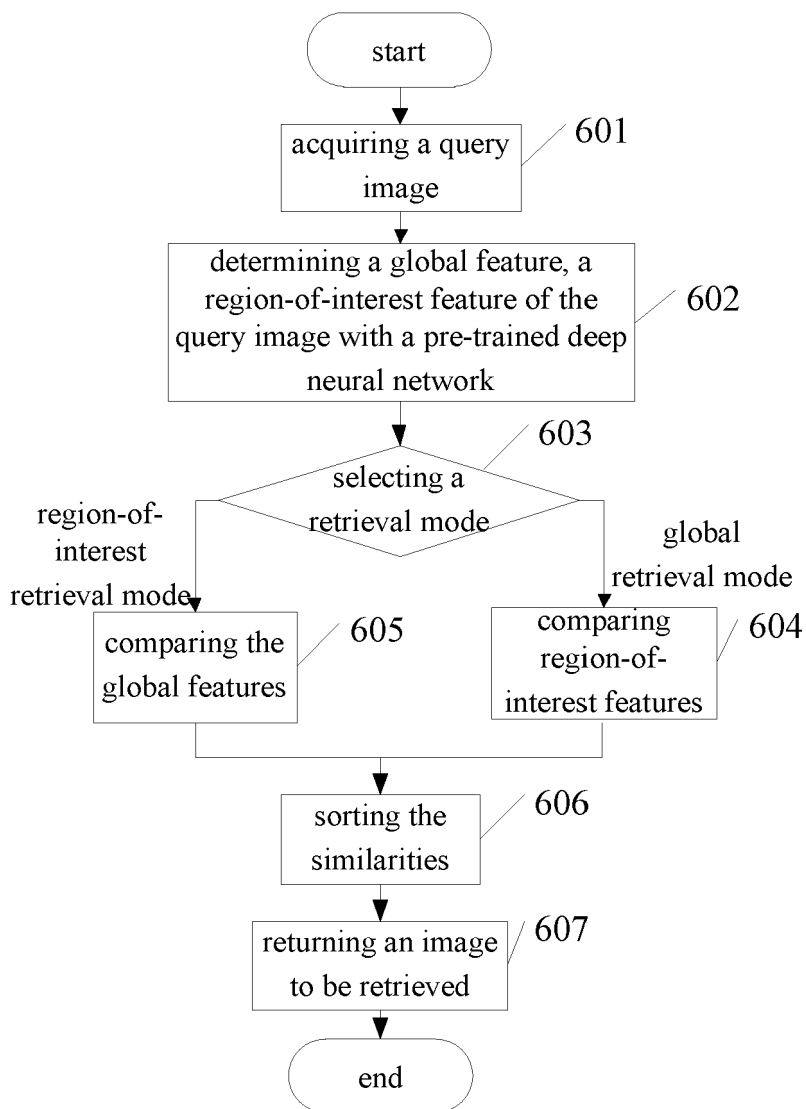 start
601
acquiring a query
image
determining a global feature, a
region-of-interest feature of the
query image with a pre-trained deep
neural network
602
603
selecting a
retrieval mode
region-of-
interest
retrieval mode
global
retrieval mode
605
comparing the
global features
604
comparing
region-of-
interest features
606
sorting the
similarities
607
returning an image
to be retrieved
end